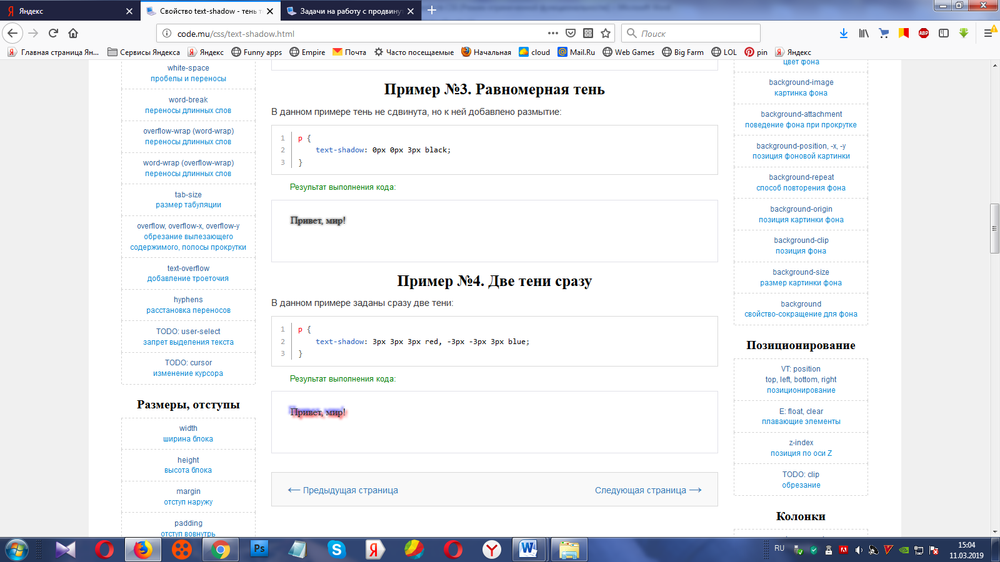 Яндекс
Свойство text-shadow - тень т
Задачи на работу с продвинут
code.mu/css/text-shadow.html
Поиск
Главная страница Ян...
Сервисы Яндекса
Яндекс
Funny apps
Empire
Почта
Часто посещаемые
Начальная
cloud
Mail.Ru
Web Games
Big Farm
LOL
pin
Яндекс
white-space
пробелы и переносы
word-break
переносы длинных слов
overflow-wrap (word-wrap)
переносы длинных слов
word-wrap (overflow-wrap)
переносы длинных слов
tab-size
размер табуляции
overflow, overflow-x, overflow-y
обрезание вылезающего
содержимого, полосы прокрутки
text-overflow
добавление троеточия
hyphens
расстановка переносов
TODO: user-select
запрет выделения текста
TODO: cursor
изменение курсора
Размеры, отступы
width
ширина блока
height
высота блока
margin
отступ наружу
padding
отступ вовнутрь
Пример №3. Равномерная тень
В данном примере тень не сдвинута, но к ней добавлено размытие:
1 p {
2 text-shadow: 0px 0px 3px black;
3 }
Результат выполнения кода:
Привет, мир!
Пример №4. Две тени сразу
В данном примере заданы сразу две тени:
1 p {
2 text-shadow: 3px 3px 3px red, -3px -3px 3px blue;
3 }
Результат выполнения кода:
Привет, мир!
← Предыдущая страница
Следующая страница →
цвет фона
background-image
картинка фона
background-attachment
поведение фона при прокрутке
background-position, -x, -y
позиция фоновой картинки
background-repeat
способ повторения фона
background-origin
позиция картинки фона
background-clip
позиция фона
background-size
размер картинки фона
background
свойство-сокращение для фона
Позиционирование
VT: position
top, left, bottom, right
позиционирование
E: float, clear
плавающие элементы
z-index
позиция по оси Z
TODO: clip
обрезание
Колонки
RU
15:04
11.03.2019